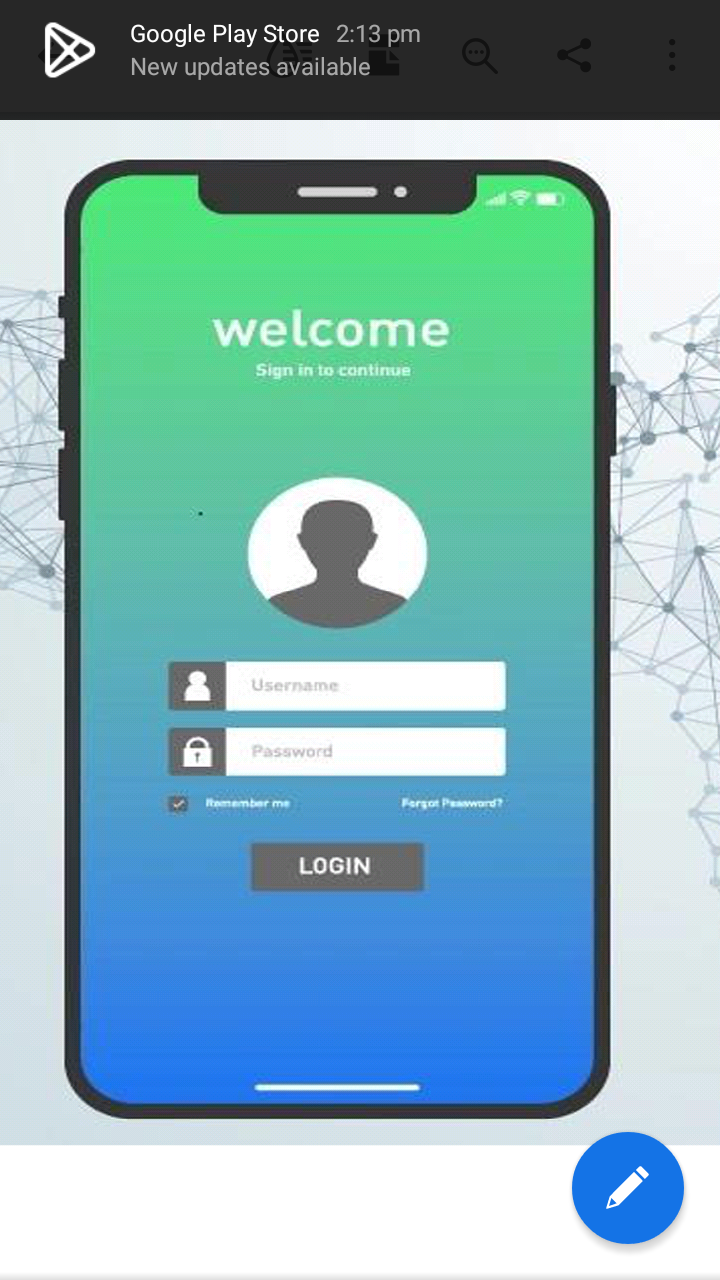 Google Play Store 2:13 pm
New updates available
welcome
Sign in to continue
Username
Password
Remember me Forgot Password?
LOGIN